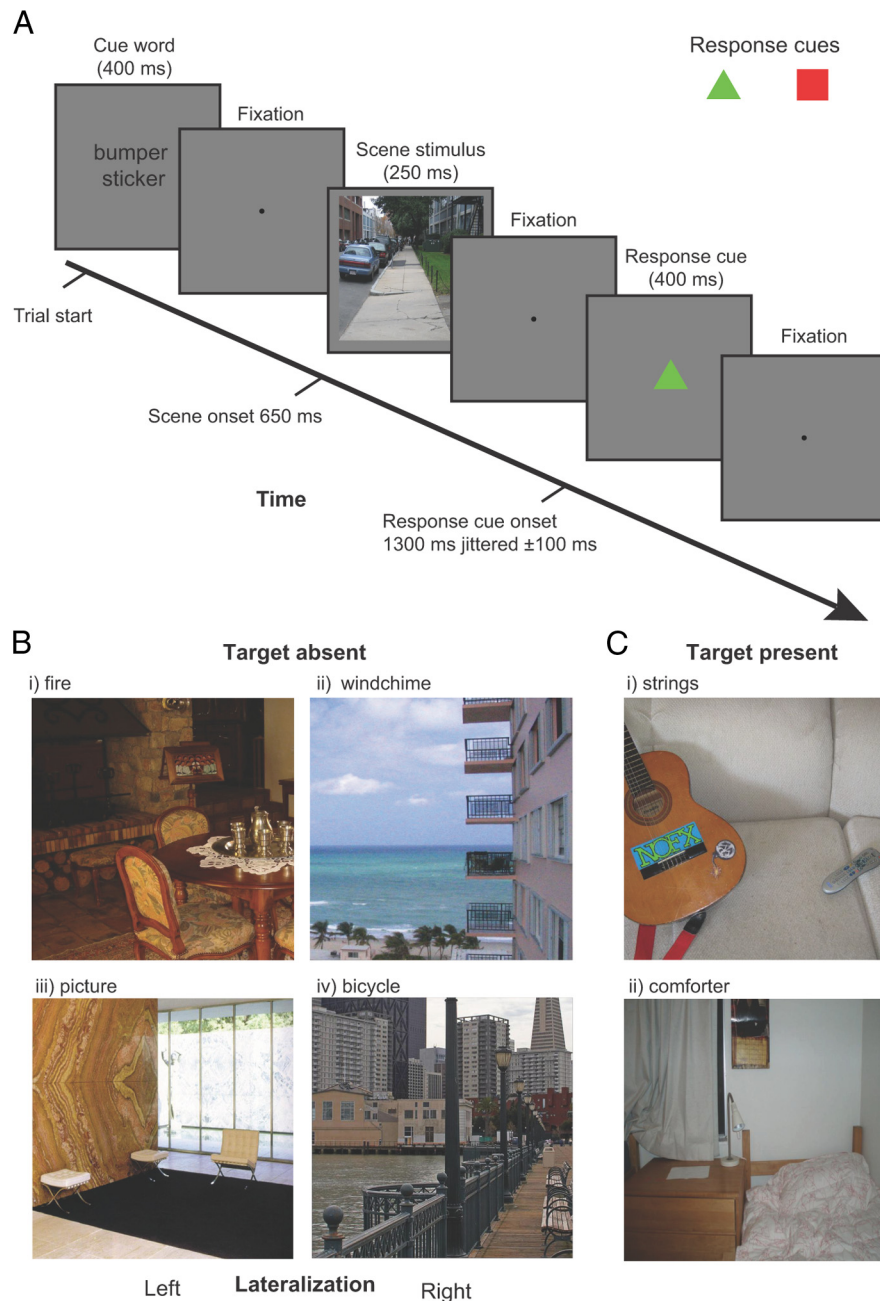 A
Cue word
(400 ms)
Response cues
bumper
sticker
Fixation
Scene stimulus
(250 ms)
Fixation
Response cue
(400 ms)
Fixation
Trial start
Scene onset 650 ms
Time
Response cue onset
1300 ms jittered ±100 ms
B
Target absent
i) fire
ii) windchime
iii) picture
iv) bicycle
Left
Lateralization
Right
C
Target present
i) strings
NOFX
ii) comforter